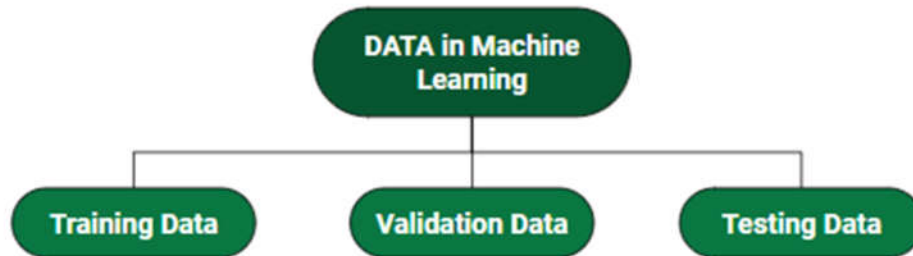 DATA in Machine
Learning
Training Data
Validation Data
Testing Data